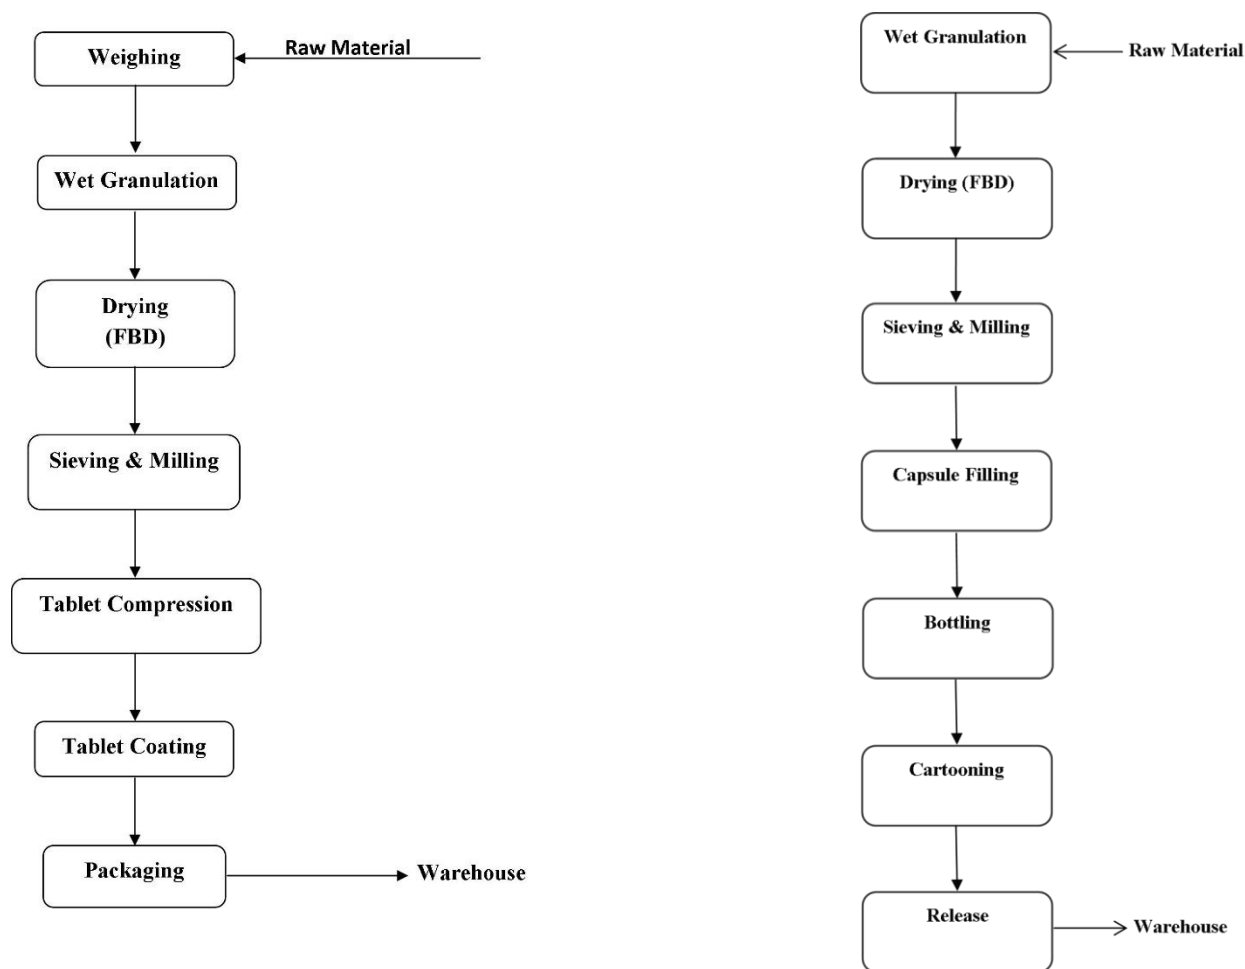 Weighing
Raw Material
Wet Granulation
Drying
(FBD)
Sieving & Milling
Tablet Compression
Tablet Coating
Packaging
Warehouse
Wet Granulation
Raw Material
Drying (FBD)
Sieving & Milling
Capsule Filling
Bottling
Cartooning
Release
Warehouse